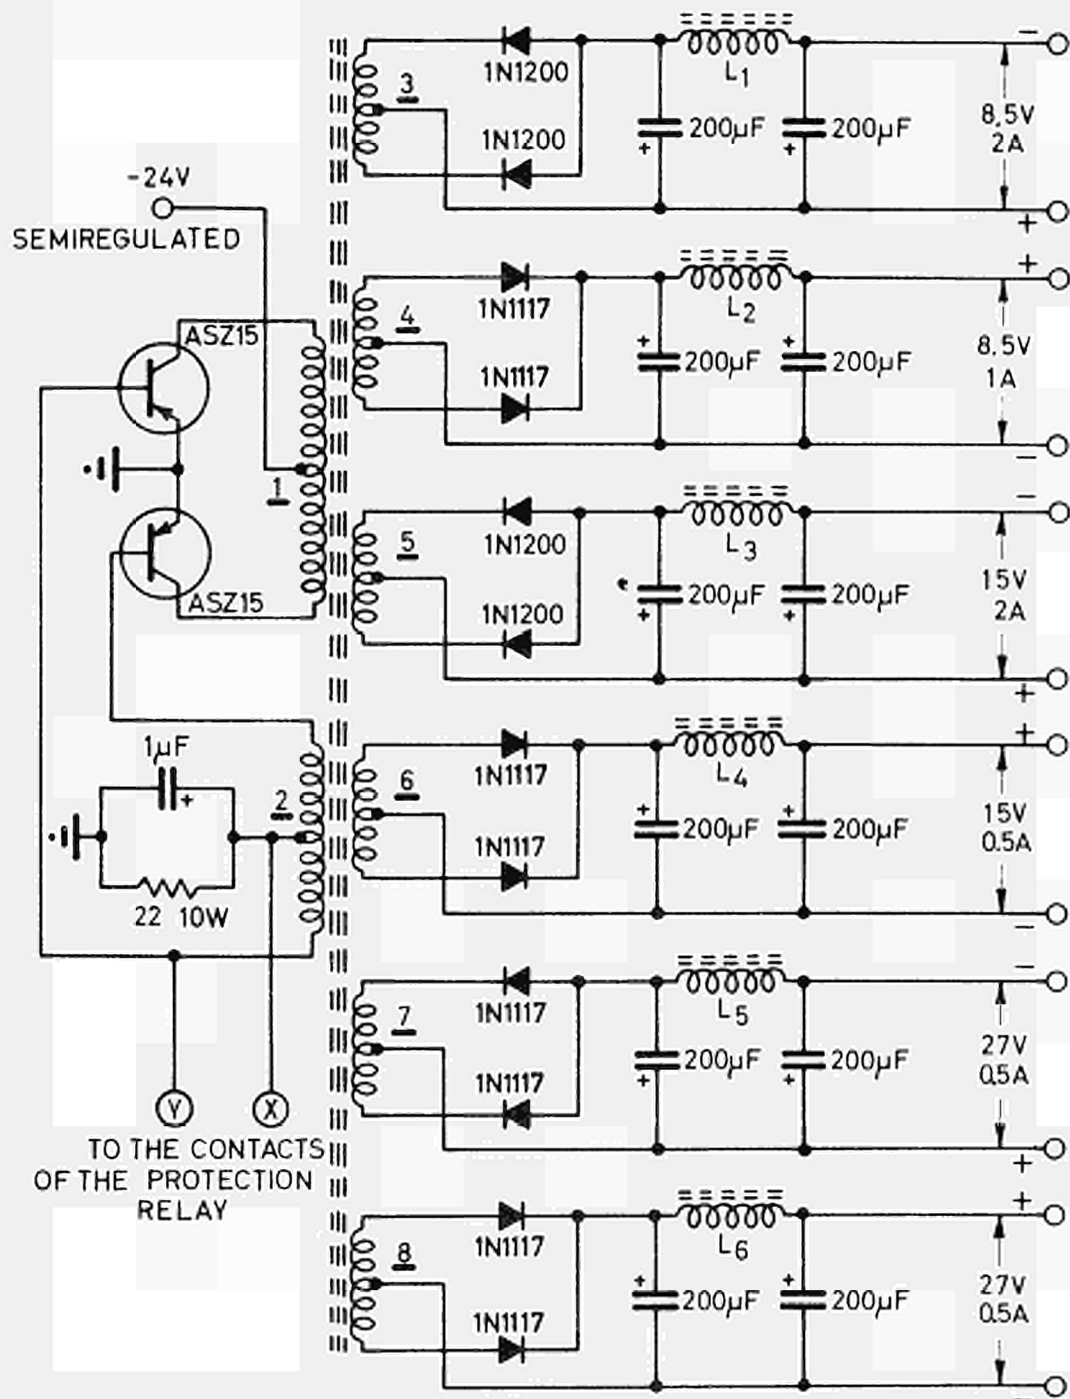 -24V
SEMIREGULATED
ASZ15
1
ASZ15
1µF
+
2
22 10W
Y X
TO THE CONTACTS
OF THE PROTECTION
RELAY
3
1N1200
1N1200
L1
200µF
+
200µF
+
−
8,5V
2A
+
4
1N1117
1N1117
L2
+
200µF
+
200µF
+
8.5V
1A
−
5
1N1200
1N1200
L3
200µF
+
200µF
+
−
15V
2A
+
6
1N1117
1N1117
L4
+
200µF
+
200µF
+
15V
0.5A
−
7
1N1117
1N1117
L5
200µF
+
200µF
+
−
27V
0.5A
+
8
1N1117
1N1117
L6
+
200µF
+
200µF
+
27V
0.5A